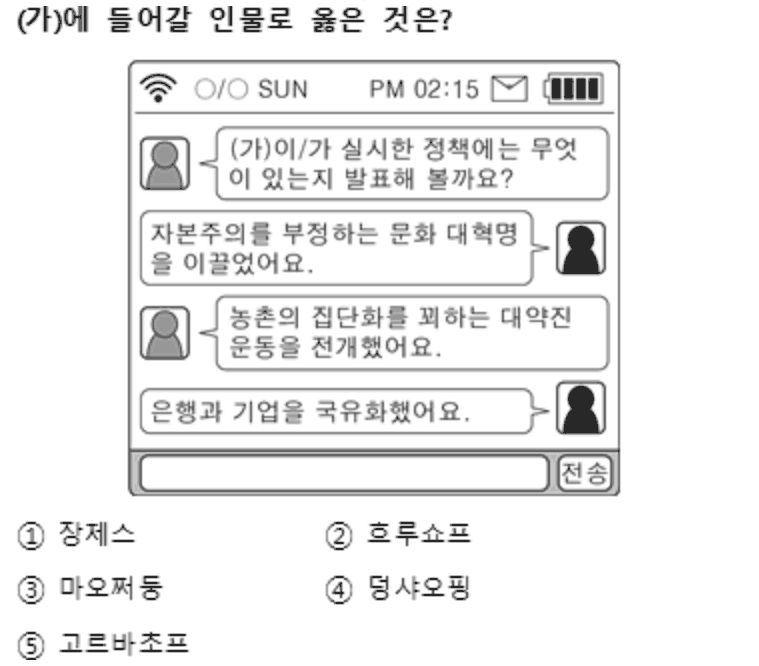 (가)에 들어갈 인물로 옳은 것은?
○/○ SUN PM 02:15
(가)이/가 실시한 정책에는 무엇
이 있는지 발표해 볼까요?
자본주의를 부정하는 문화 대혁명
을 이끌었어요.
농촌의 집단화를 꾀하는 대약진
운동을 전개했어요.
은행과 기업을 국유화했어요.
전송
① 장제스 ② 흐루쇼프
③ 마오쩌둥 ④ 덩샤오핑
⑤ 고르바초프